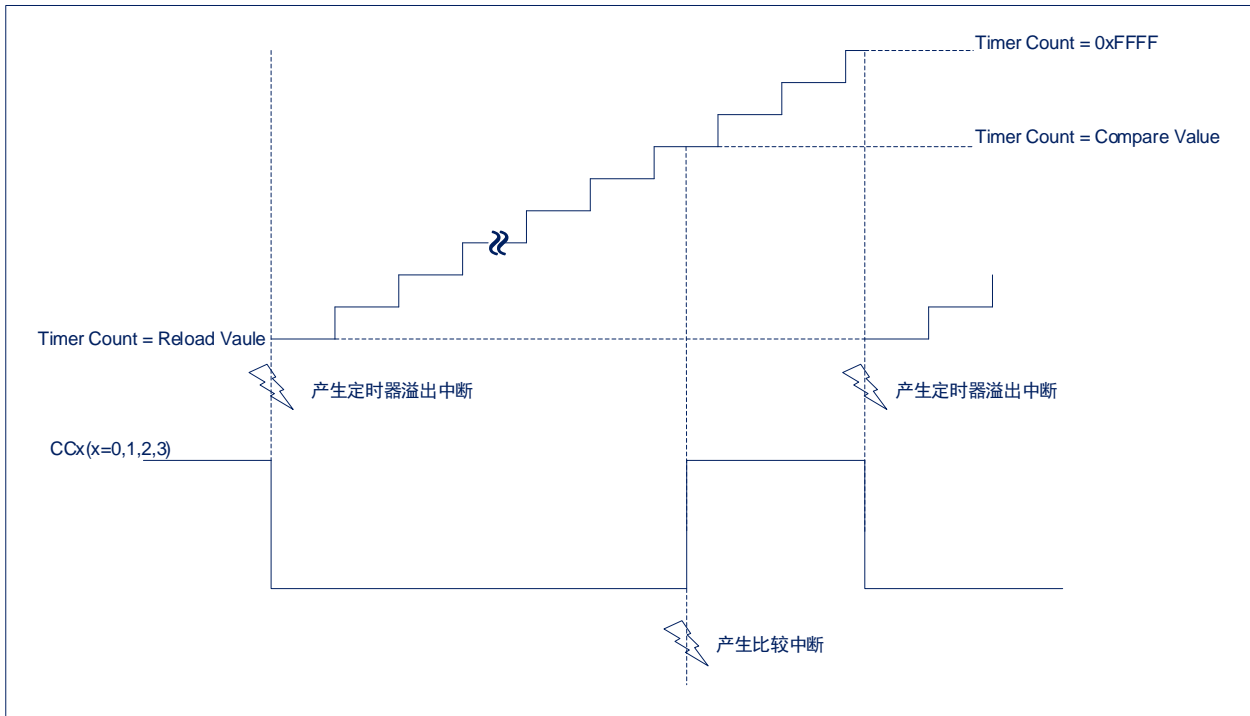 Timer Count = 0xFFFF
Timer Count = Compare Value
Timer Count = Reload Vaule
产生定时器溢出中断
产生定时器溢出中断
CCx(x=0,1,2,3)
产生比较中断